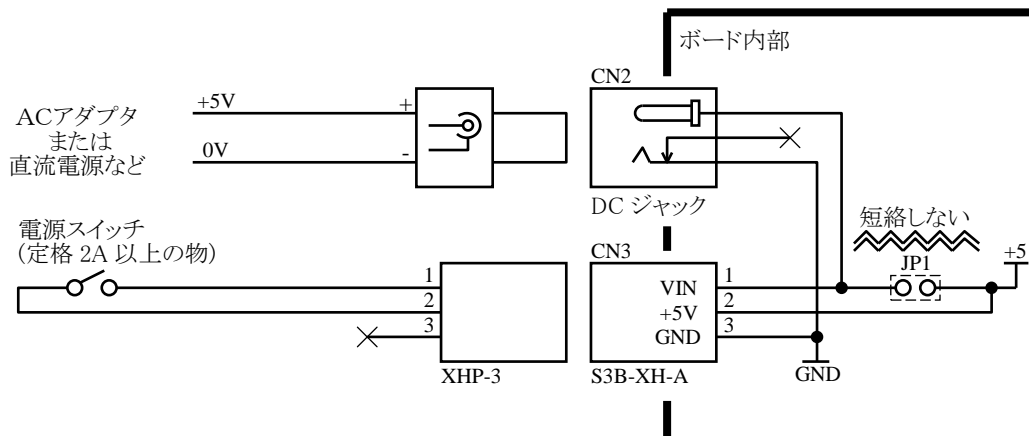 ボード内部
CN2
ACアダプタ
または
直流電源など
+5V
+
0V
-
DC ジャック
電源スイッチ
(定格 2A 以上の物)
1
2
3
XHP-3
CN3
VIN
+5V
GND
1
2
3
S3B-XH-A
短絡しない
JP1
+5
GND